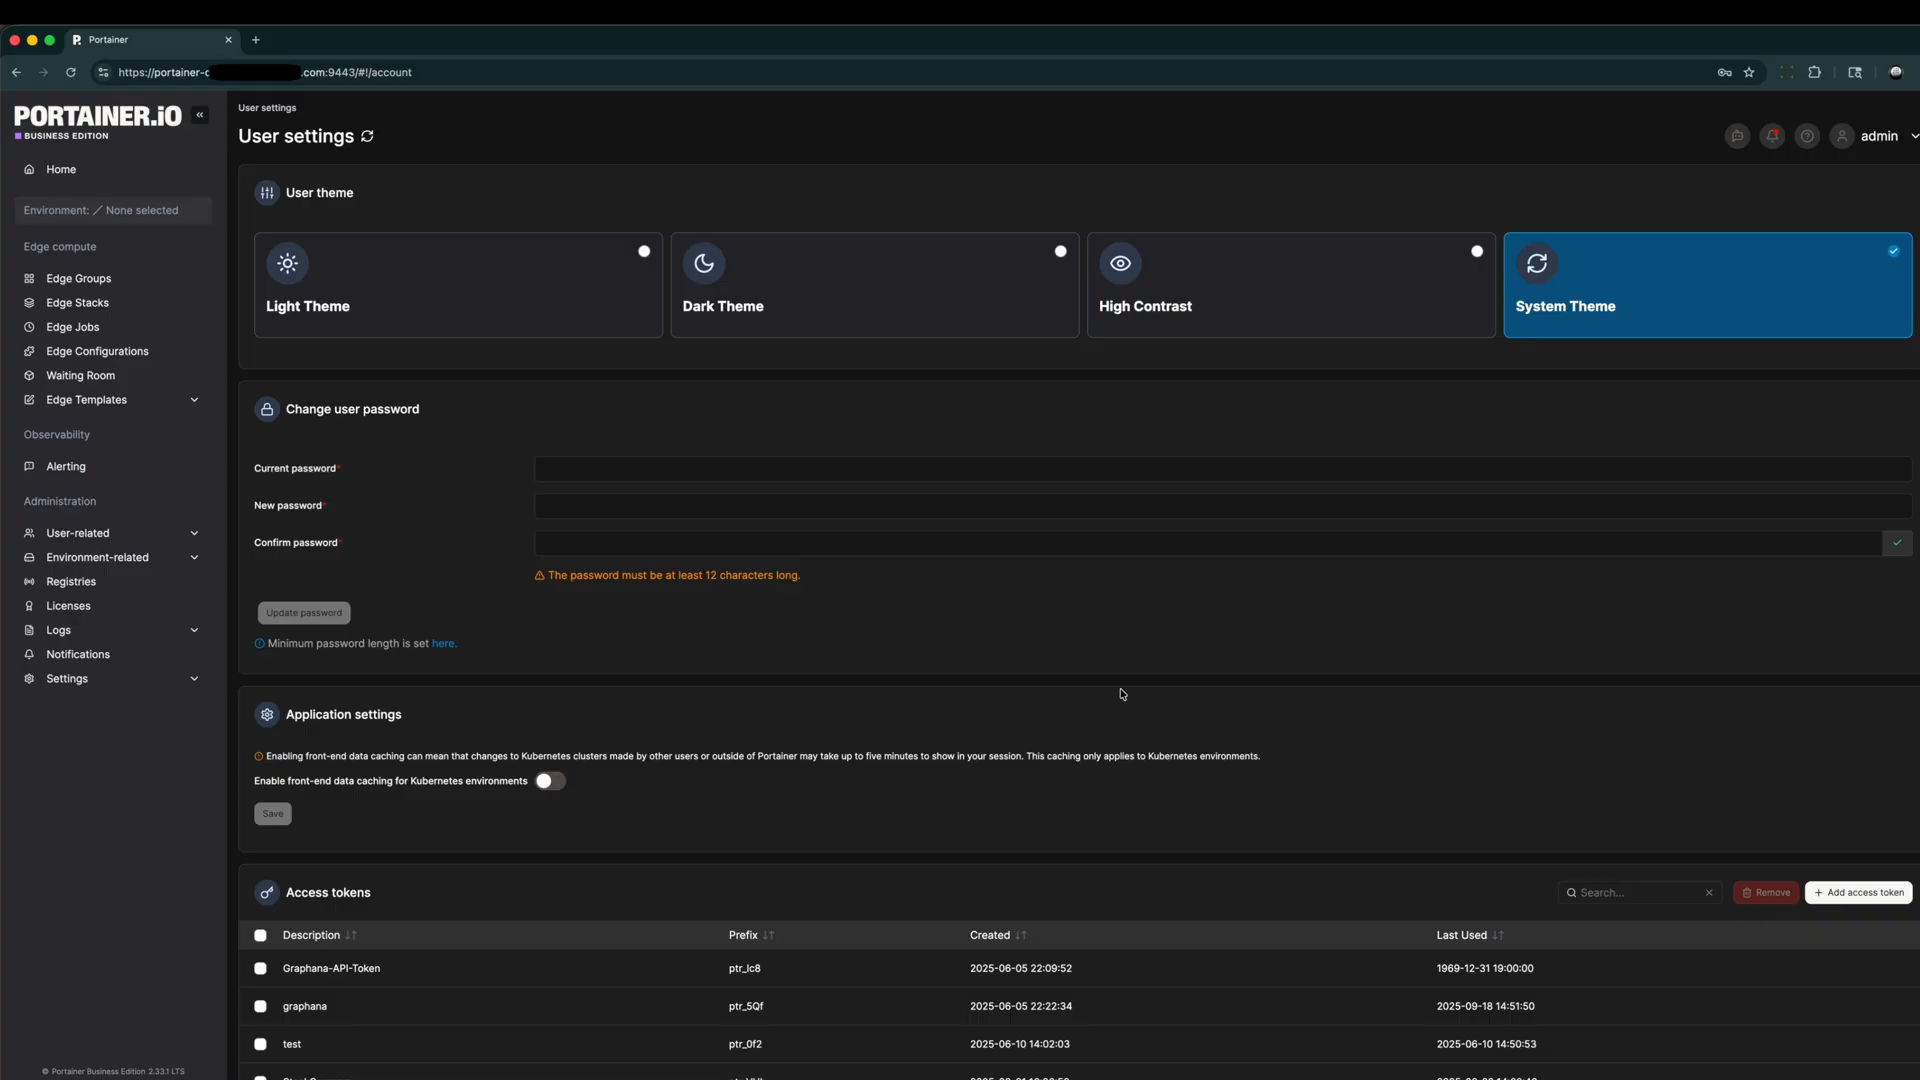 Portainer
https://portainer-c .com:9443/#!/account
PORTAINER.iO
BUSINESS EDITION
Home
Environment: None selected
Edge compute
Edge Groups
Edge Stacks
Edge Jobs
Edge Configurations
Waiting Room
Edge Templates
Observability
Alerting
Administration
User-related
Environment-related
Registries
Licenses
Logs
Notifications
Settings
© Portainer Business Edition 2.33.1 LTS
User settings
User settings
admin
User theme
Light Theme
Dark Theme
High Contrast
System Theme
Change user password
Current password*
New password*
Confirm password*
The password must be at least 12 characters long.
Update password
Minimum password length is set here.
Application settings
Enabling front-end data caching can mean that changes to Kubernetes clusters made by other users or outside of Portainer may take up to five minutes to show in your session. This caching only applies to Kubernetes environments.
Enable front-end data caching for Kubernetes environments
Save
Access tokens
Search...
Remove
+ Add access token
Description Prefix Created Last Used
Graphana-API-Token ptr_Ic8 2025-06-05 22:09:52 1969-12-31 19:00:00
graphana ptr_5Qf 2025-06-05 22:22:34 2025-09-18 14:51:50
test ptr_0f2 2025-06-10 14:02:03 2025-06-10 14:50:53